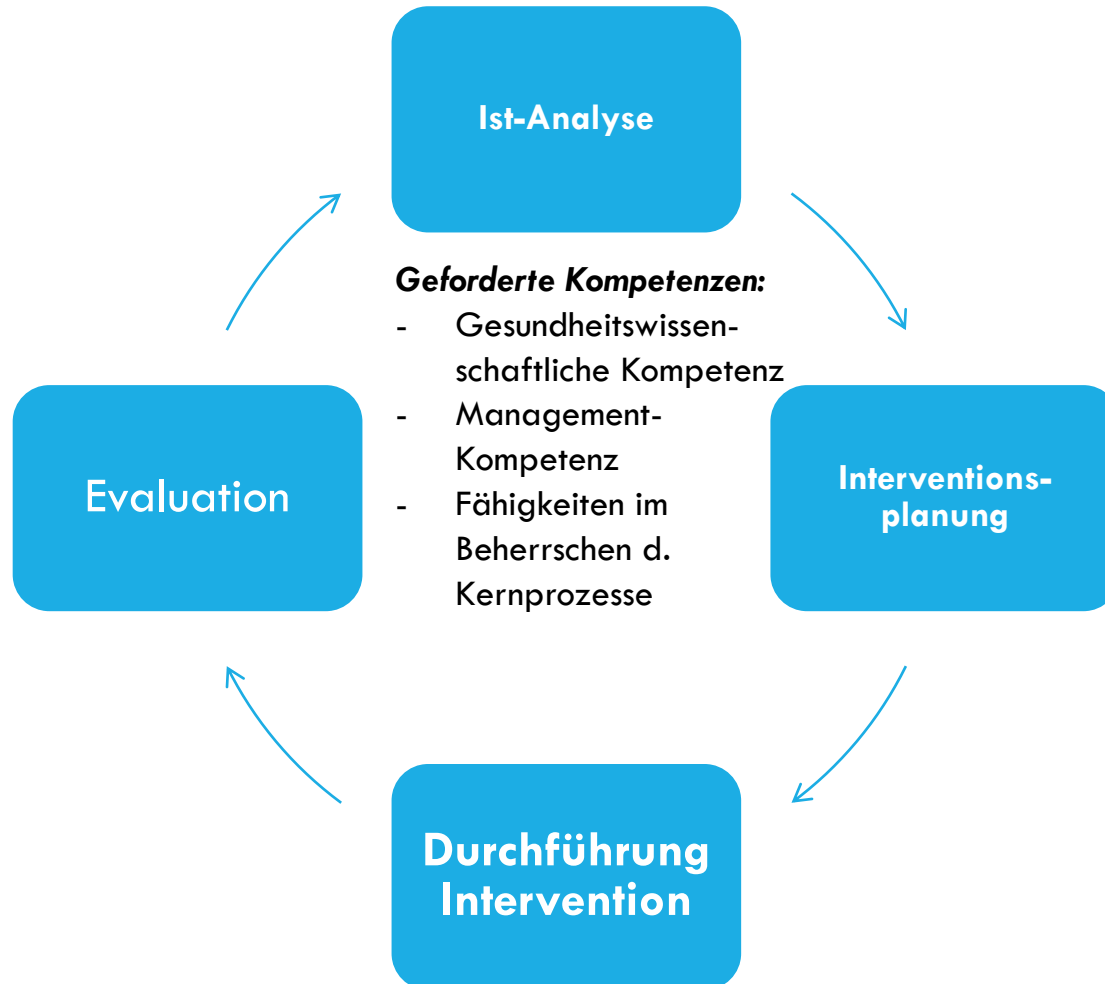 Ist-Analyse
Geforderte Kompetenzen:
- Gesundheitswissen-
schaftliche Kompetenz
- Management-
Kompetenz
- Fähigkeiten im
Beherrschen d.
Kernprozesse
Interventions-
planung
Durchführung
Intervention
Evaluation